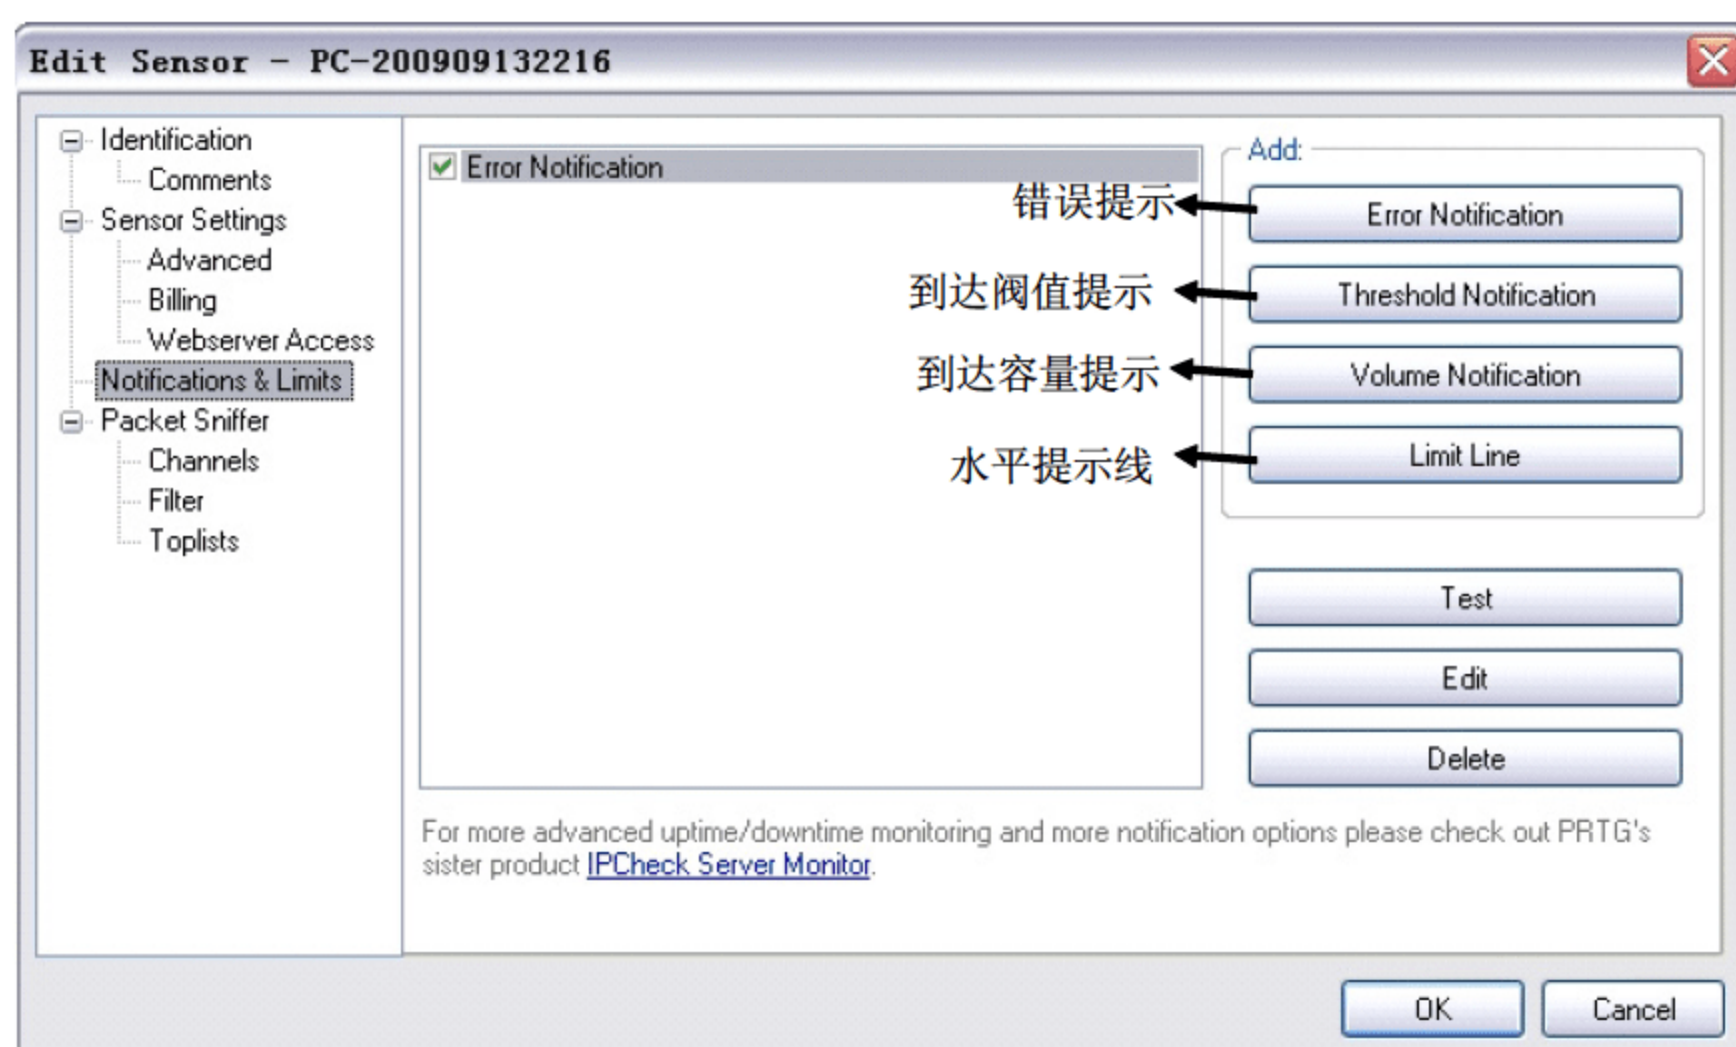 Edit Sensor - PC-200909132216
Identification
Comments
Sensor Settings
Advanced
Billing
Webserver Access
Notifications & Limits
Packet Sniffer
Channels
Filter
Toplists
Error Notification
Add:
错误提示
Error Notification
到达阀值提示
Threshold Notification
到达容量提示
Volume Notification
水平提示线
Limit Line
Test
Edit
Delete
For more advanced uptime/downtime monitoring and more notification options please check out PRTG's
sister product IPCheck Server Monitor.
OK
Cancel